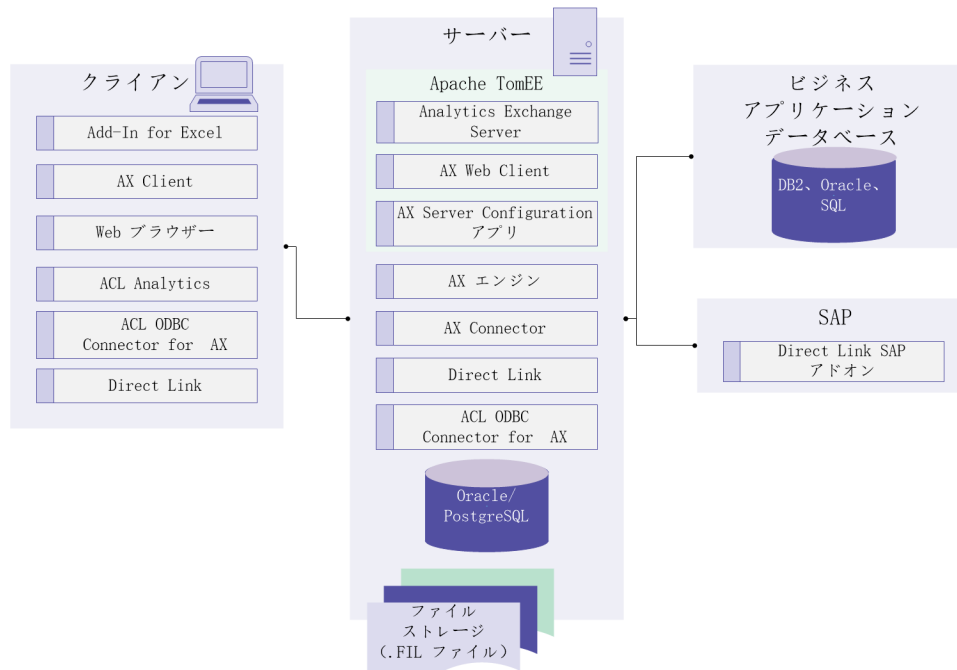 クライアン
Add-In for Excel
AX Client
Web ブラウザー
ACL Analytics
ACL ODBC
Connector for AX
Direct Link
サーバー
Apache TomEE
Analytics Exchange
Server
AX Web Client
AX Server Configuration
アプリ
AX エンジン
AX Connector
Direct Link
ACL ODBC
Connector for AX
Oracle/
PostgreSQL
ファイル
ストレージ
(.FIL ファイル)
ビジネス
アプリケーション
データベース
DB2、Oracle、
SQL
SAP
Direct Link SAP
アドオン